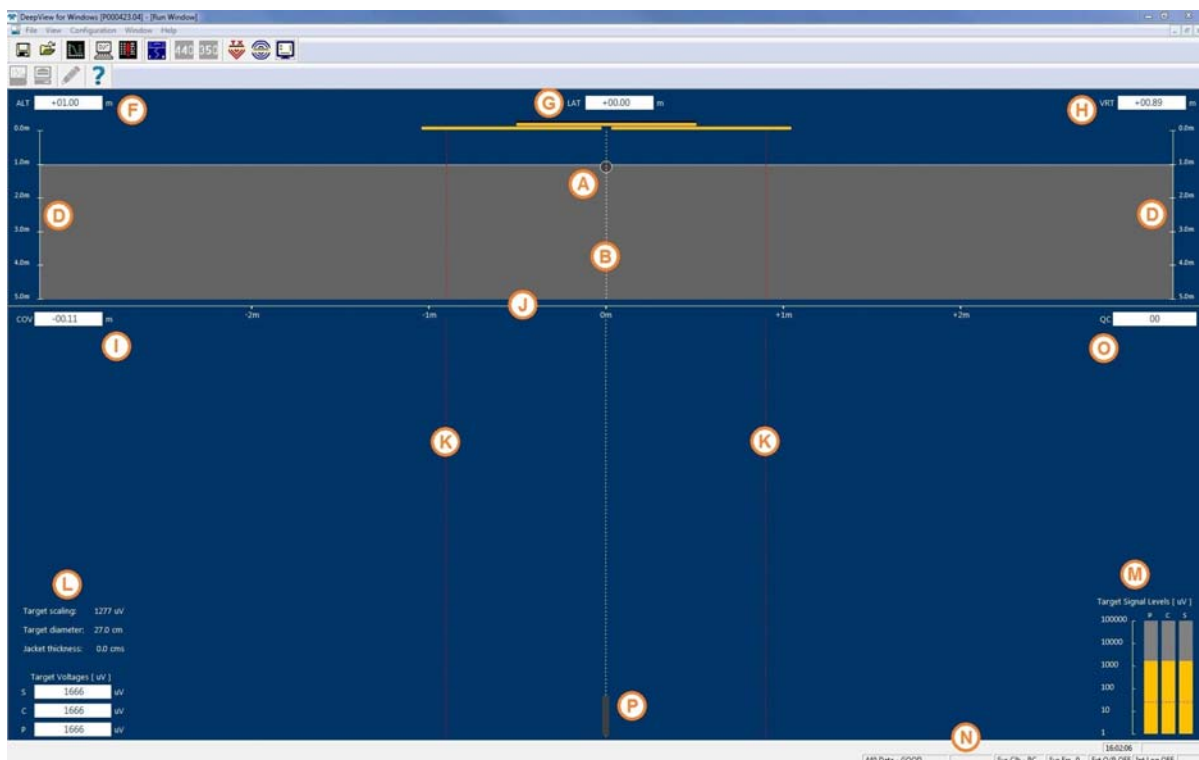 DeepView for Windows [P000423.04] - [Run Window]
File View Configuration Window Help
440 350
ALT +01.00 m
F
G
LAT +00.00 m
H
VRT +00.89 m
0.0m
0.0m
1.0m
1.0m
A
2.0m
2.0m
D
D
3.0m
3.0m
B
4.0m
4.0m
5.0m
5.0m
J
-2m -1m 0m +1m +2m
COV -00.11 m
QC 00
I
O
K
K
L
M
Target scaling: 1277 uV
Target diameter: 27.0 cm
Jacket thickness: 0.0 cms
Target Voltages [ uV ]
S 1666 uV
C 1666 uV
P 1666 uV
Target Signal Levels [ uV ]
P C S
100000
10000
1000
100
10
1
P
N
16:02:06